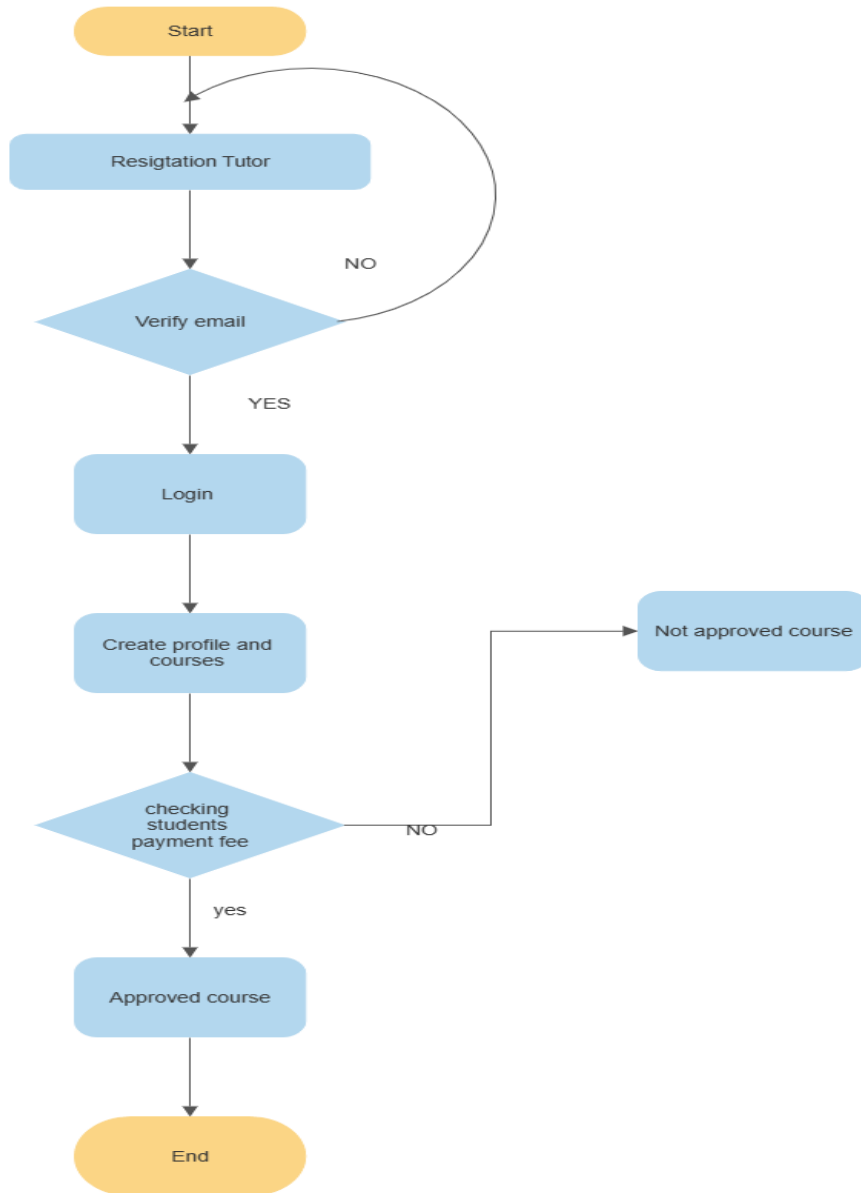 Start
Resigtation Tutor
NO
Verify email
YES
Login
Create profile and
courses
Not approved course
checking
students
payment fee
NO
yes
Approved course
End